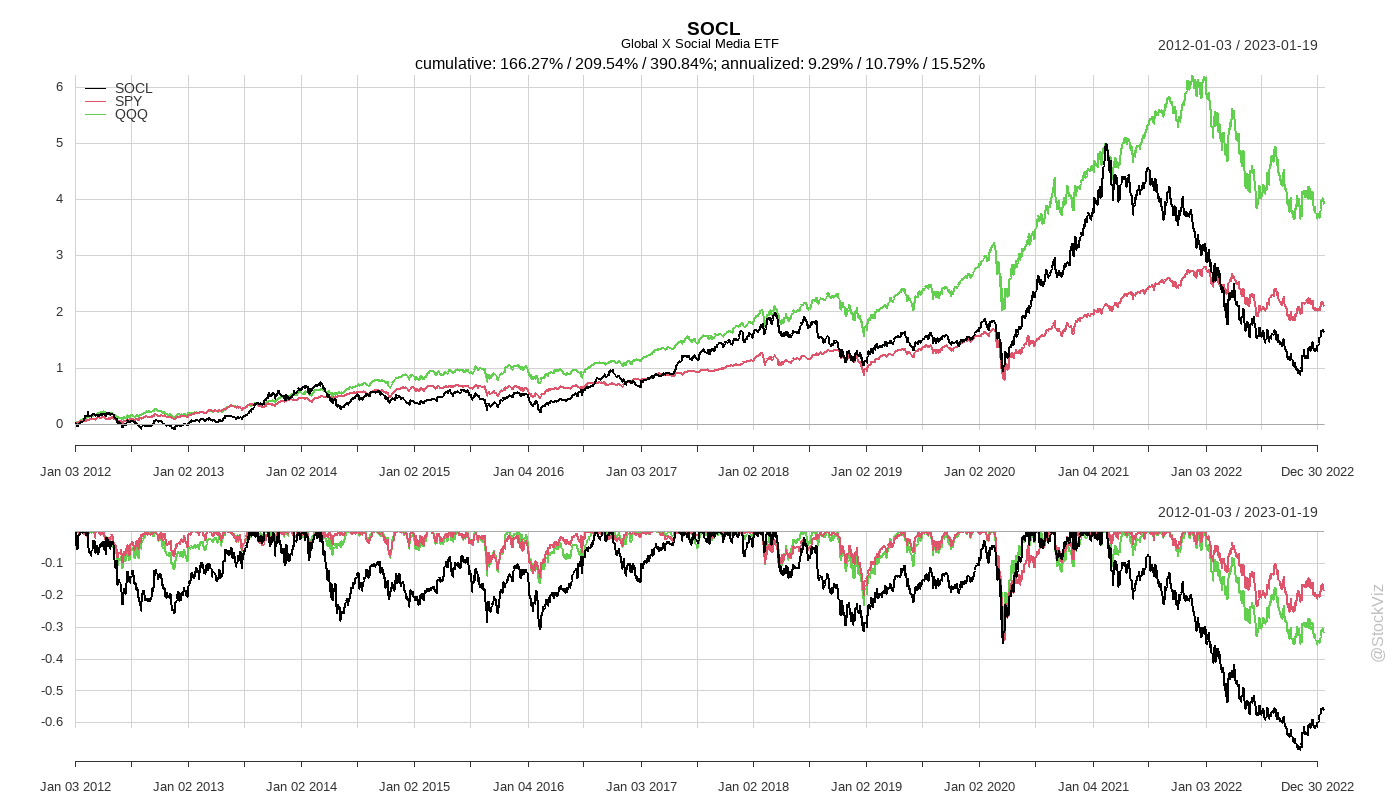 SOCL
Global X Social Media ETF
2012-01-03 / 2023-01-19
cumulative: 166.27% / 209.54% / 390.84%; annualized: 9.29% / 10.79% / 15.52%
SOCL
SPY
QQQ
6
5
4
3
2
1
0
Jan 03 2012 Jan 02 2013 Jan 02 2014 Jan 02 2015 Jan 04 2016 Jan 03 2017 Jan 02 2018 Jan 02 2019 Jan 02 2020 Jan 04 2021 Jan 03 2022 Dec 30 2022
2012-01-03 / 2023-01-19
-0.1
-0.2
-0.3
-0.4
-0.5
-0.6
Jan 03 2012 Jan 02 2013 Jan 02 2014 Jan 02 2015 Jan 04 2016 Jan 03 2017 Jan 02 2018 Jan 02 2019 Jan 02 2020 Jan 04 2021 Jan 03 2022 Dec 30 2022
@StockViz